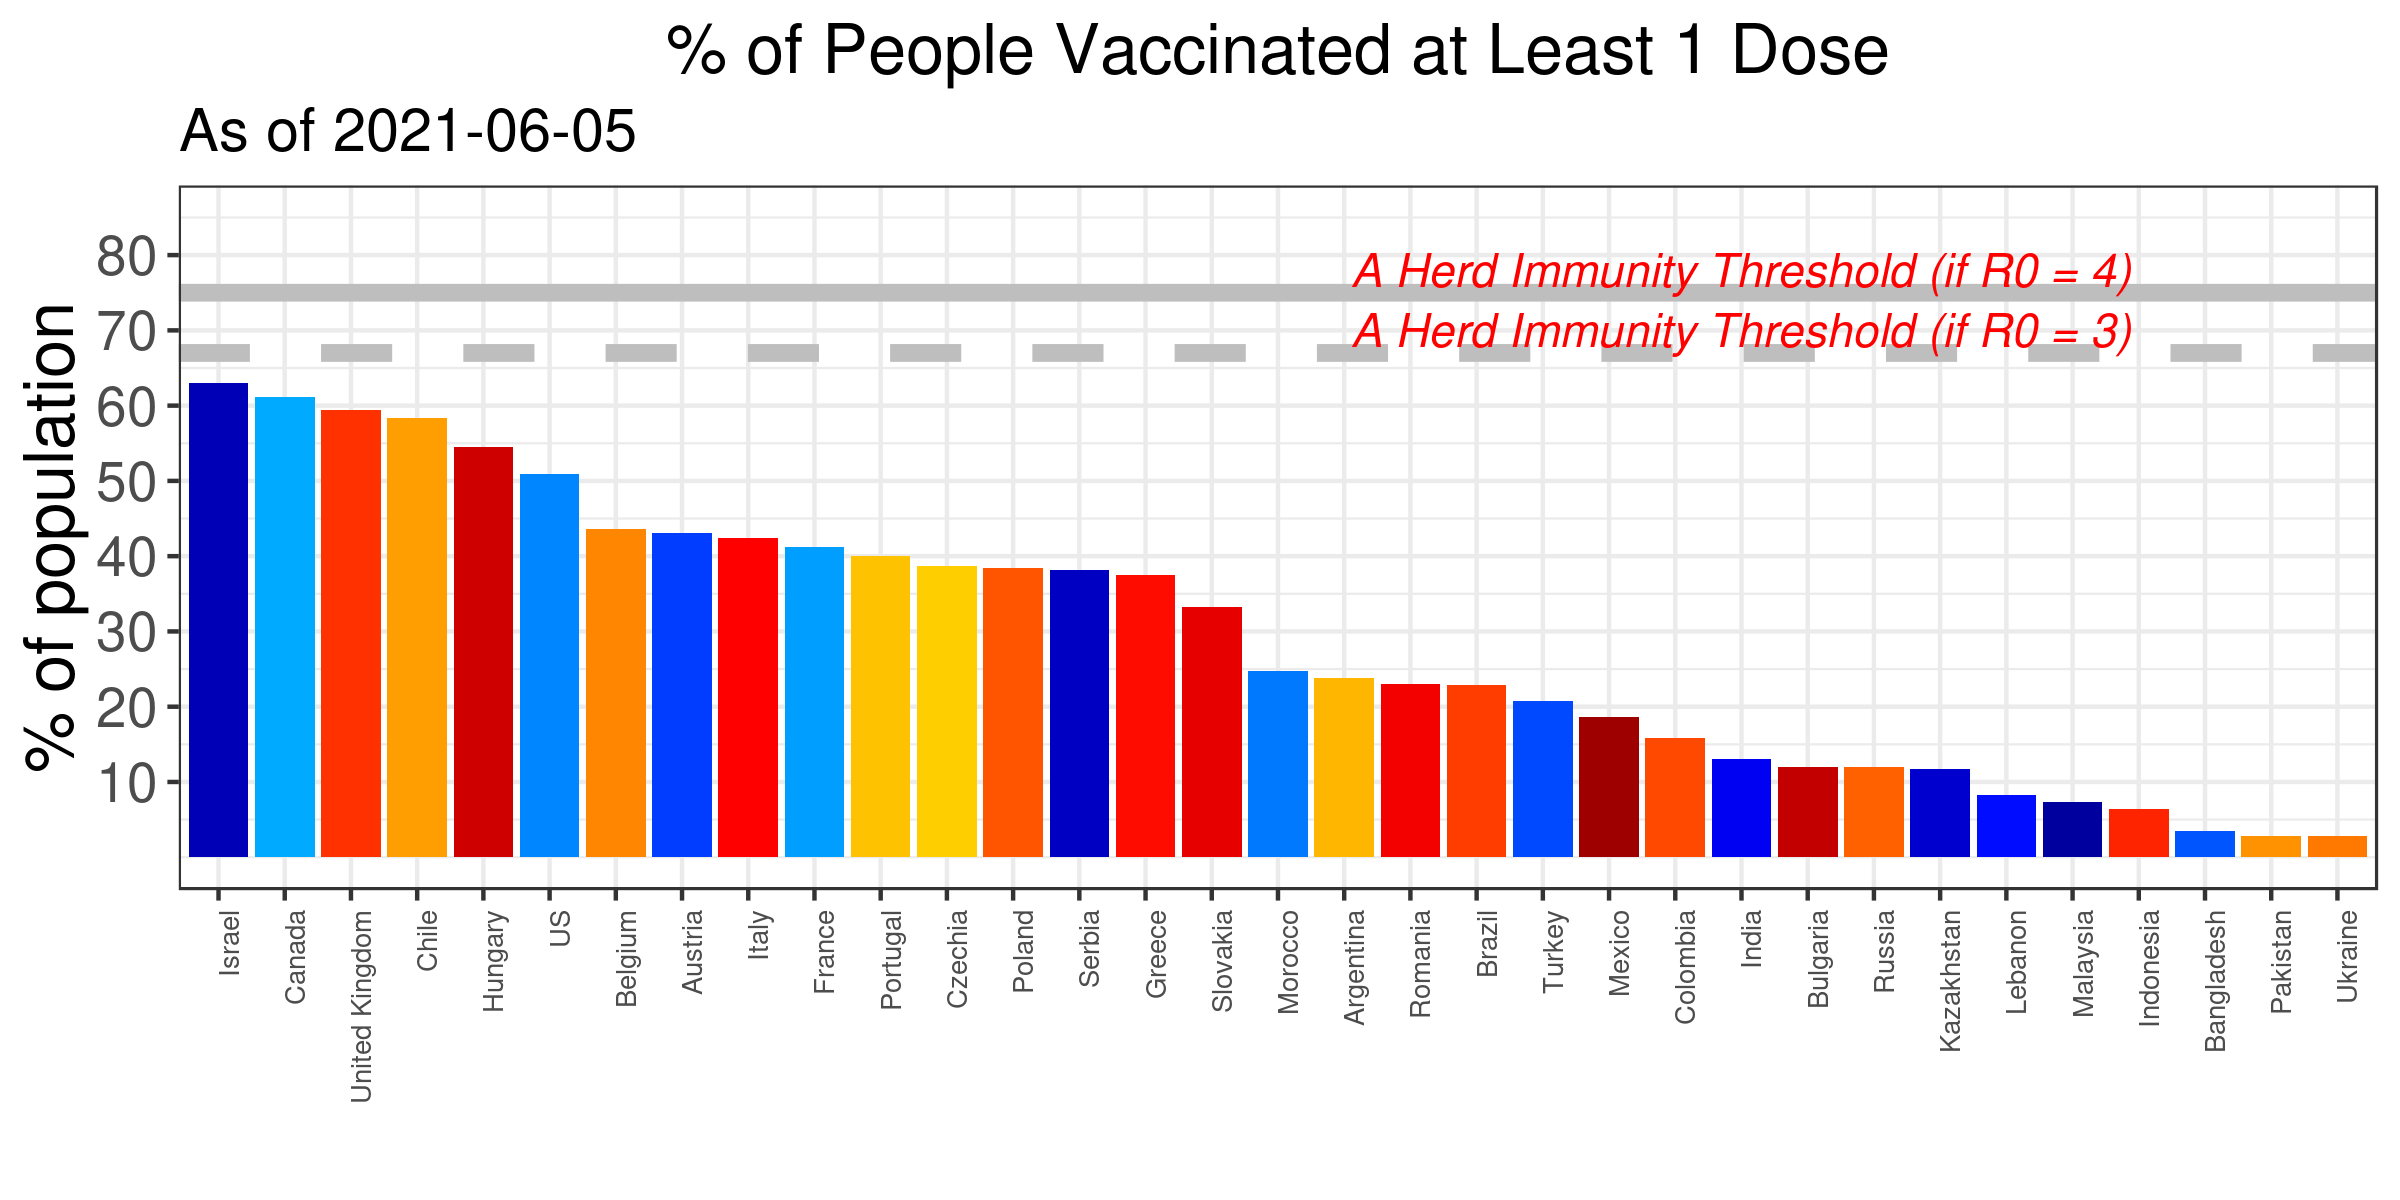 % of People Vaccinated at Least 1 Dose
As of 2021-06-05
% of population
80
70
60
50
40
30
20
10
A Herd Immunity Threshold (if R0 = 4)
A Herd Immunity Threshold (if R0 = 3)
Israel
Canada
United Kingdom
Chile
Hungary
US
Belgium
Austria
Italy
France
Portugal
Czechia
Poland
Serbia
Greece
Slovakia
Morocco
Argentina
Romania
Brazil
Turkey
Mexico
Colombia
India
Bulgaria
Russia
Kazakhstan
Lebanon
Malaysia
Indonesia
Bangladesh
Pakistan
Ukraine